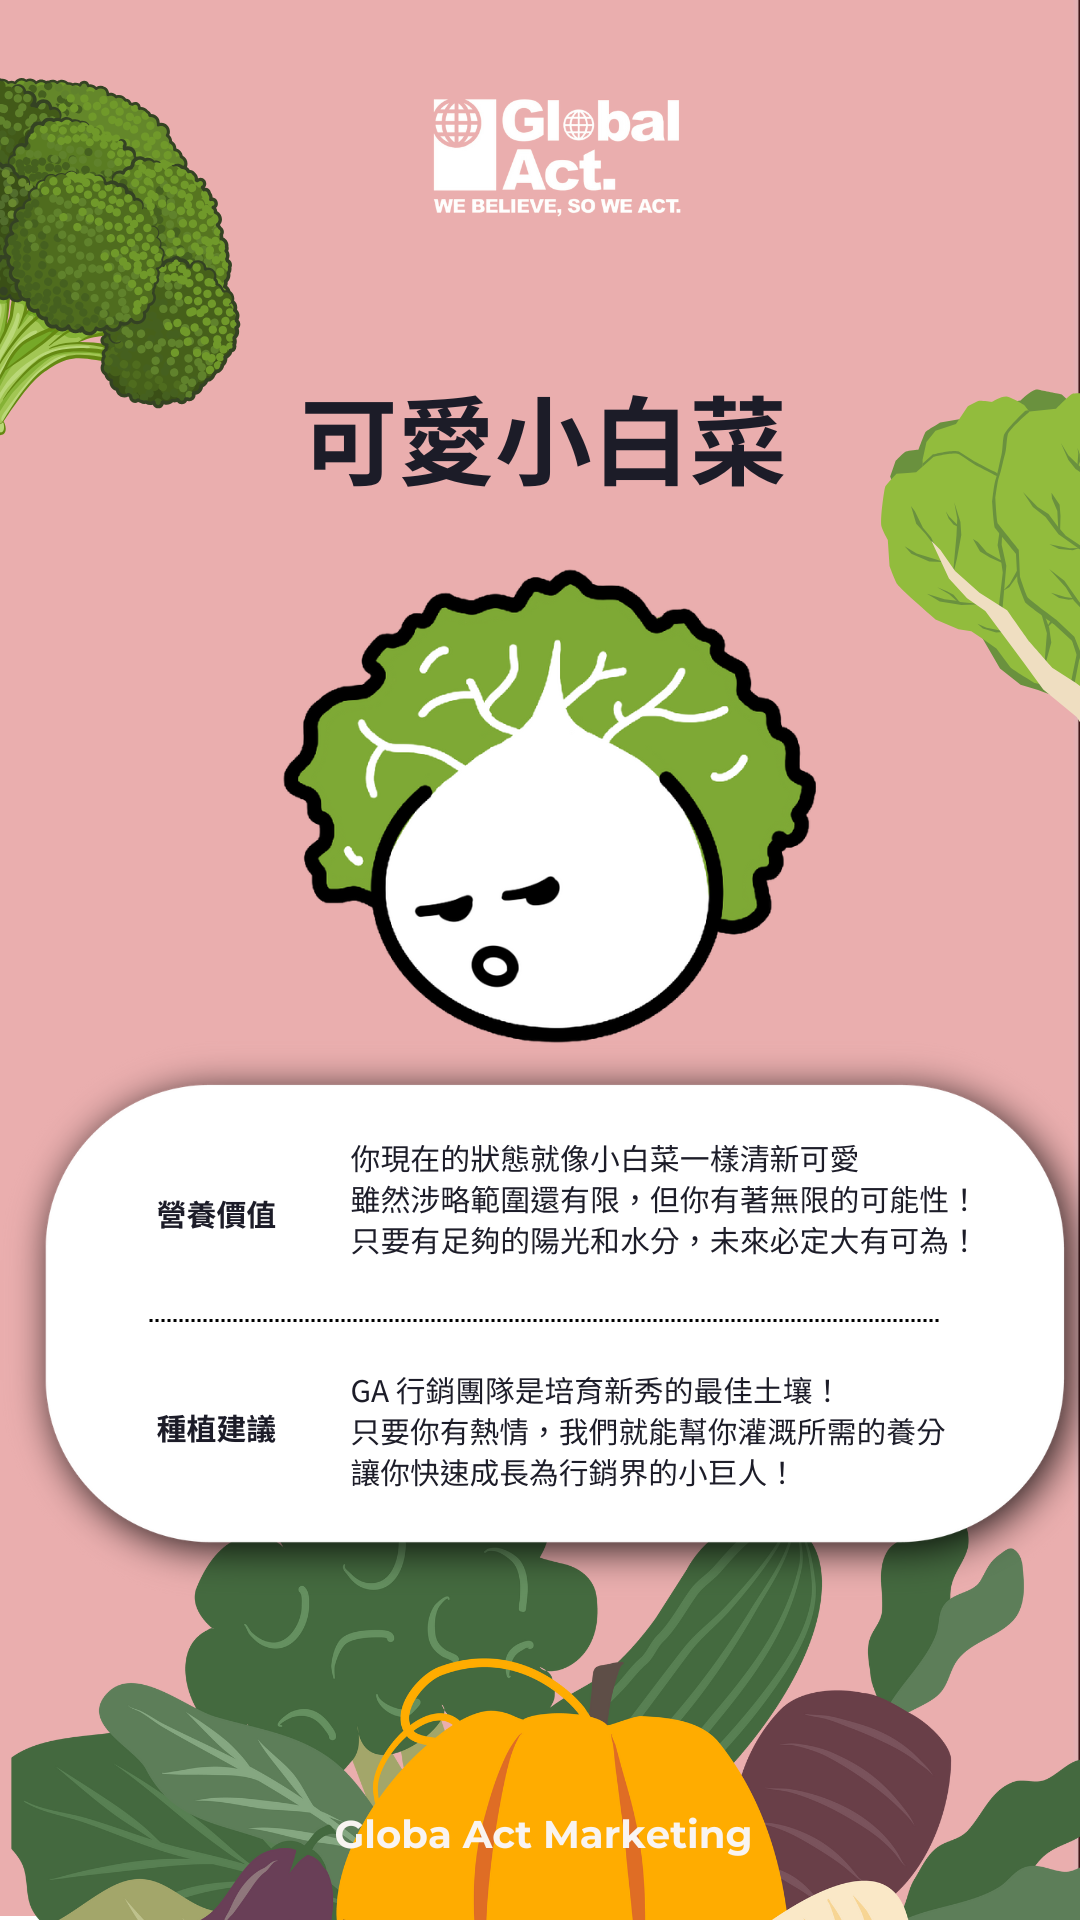 Global
Act.
WE BELIEVE, SO WE ACT.
可愛小白菜
營養價值
你現在的狀態就像小白菜一樣清新可愛
雖然涉略範圍還有限，但你有著無限的可能性！
只要有足夠的陽光和水分，未來必定大有可為！
種植建議
GA 行銷團隊是培育新秀的最佳土壤！
只要你有熱情，我們就能幫你灌溉所需的養分
讓你快速成長為行銷界的小巨人！
Globa Act Marketing